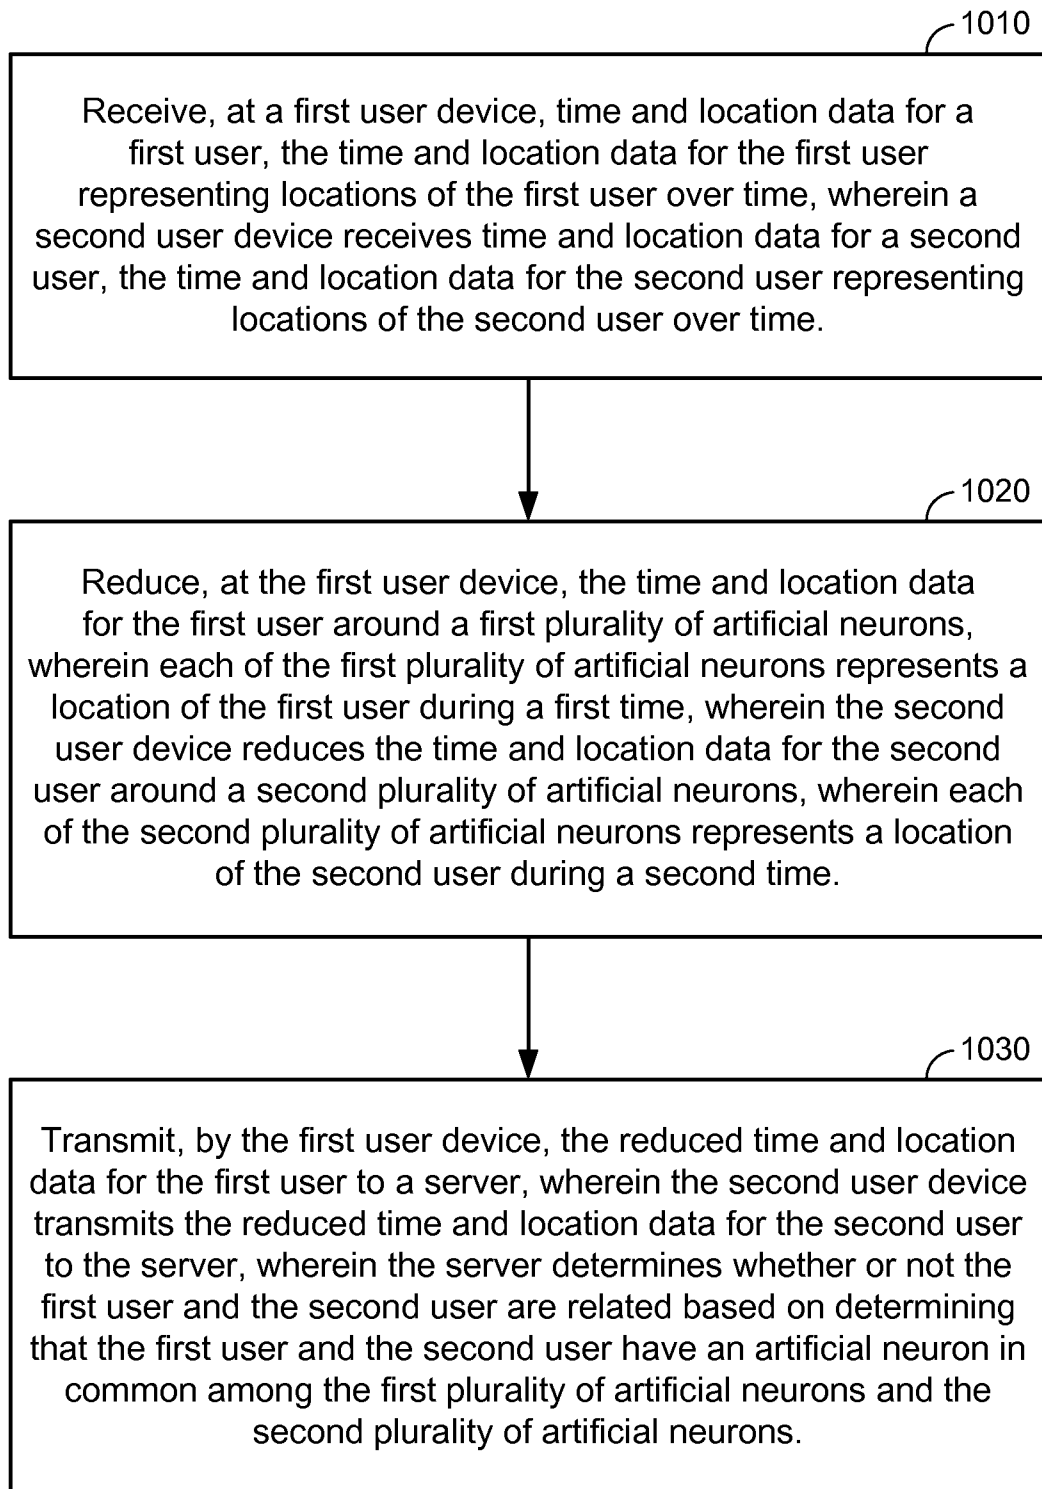 1010
Receive, at a first user device, time and location data for a
first user, the time and location data for the first user
representing locations of the first user over time, wherein a
second user device receives time and location data for a second
user, the time and location data for the second user representing
locations of the second user over time.
1020
Reduce, at the first user device, the time and location data
for the first user around a first plurality of artificial neurons,
wherein each of the first plurality of artificial neurons represents a
location of the first user during a first time, wherein the second
user device reduces the time and location data for the second
user around a second plurality of artificial neurons, wherein each
of the second plurality of artificial neurons represents a location
of the second user during a second time.
1030
Transmit, by the first user device, the reduced time and location
data for the first user to a server, wherein the second user device
transmits the reduced time and location data for the second user
to the server, wherein the server determines whether or not the
first user and the second user are related based on determining
that the first user and the second user have an artificial neuron in
common among the first plurality of artificial neurons and the
second plurality of artificial neurons.